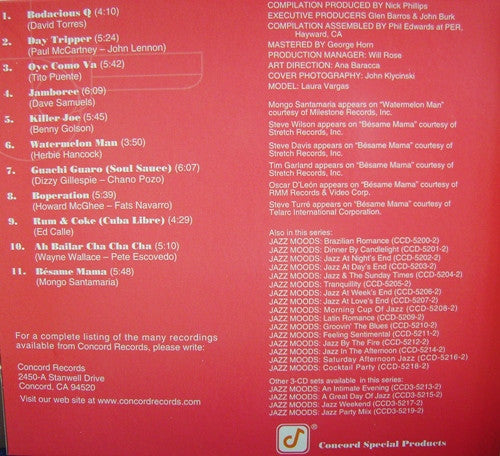 1. Bodacious Q (4:10)
(David Torres)
2. Day Tripper (5:24)
(Paul McCartney – John Lennon)
3. Oye Como Va (5:42)
(Tito Puente)
4. Jamboree (6:09)
(Dave Samuels)
5. Killer Joe (5:45)
(Benny Golson)
6. Watermelon Man (3:50)
(Herbie Hancock)
7. Guachi Guaro (Soul Sauce) (6:07)
(Dizzy Gillespie – Chano Pozo)
8. Boperation (5:39)
(Howard McGhee – Fats Navarro)
9. Rum & Coke (Cuba Libre) (4:29)
(Ed Calle)
10. Ah Bailar Cha Cha Cha (5:10)
(Wayne Wallace – Pete Escovedo)
11. Bésame Mama (5:48)
(Mongo Santamaria)
For a complete listing of the many recordings
available from Concord Records, please write:
Concord Records
2450-A Stanwell Drive
Concord, CA 94520
Visit our web site at www.concordrecords.com
COMPILATION PRODUCED BY Nick Phillips
EXECUTIVE PRODUCERS Glen Barros & John Burk
COMPILATION ASSEMBLED BY Phil Edwards at PER,
Hayward, CA
MASTERED BY George Horn
PRODUCTION MANAGER: Will Rose
ART DIRECTION: Ana Baracca
COVER PHOTOGRAPHY: John Klycinski
MODEL: Laura Vargas
Mongo Santamaria appears on “Watermelon Man”
courtesy of Milestone Records, Inc.
Steve Wilson appears on “Bésame Mama” courtesy of
Stretch Records, Inc.
Steve Davis appears on “Bésame Mama” courtesy of
Stretch Records, Inc.
Tim Garland appears on “Bésame Mama” courtesy of
Stretch Records, Inc.
Oscar D'León appears on “Bésame Mama” courtesy of
RMM Records & Video Corp.
Steve Turré appears on “Bésame Mama” courtesy of
Telarc International Corporation.
Also in this series:
JAZZ MOODS: Brazilian Romance (CCD-5200-2)
JAZZ MOODS: Dinner By Candlelight (CCD-5201-2)
JAZZ MOODS: Jazz At Night's End (CCD-5202-2)
JAZZ MOODS: Jazz At Day's End (CCD-5203-2)
JAZZ MOODS: Jazz & The Sunday Times (CCD-5204-2)
JAZZ MOODS: Tranquillity (CCD-5205-2)
JAZZ MOODS: Jazz At Week's End (CCD-5206-2)
JAZZ MOODS: Jazz At Love's End (CCD-5207-2)
JAZZ MOODS: Morning Cup Of Jazz (CCD-5208-2)
JAZZ MOODS: Latin Romance (CCD-5209-2)
JAZZ MOODS: Groovin' The Blues (CCD-5210-2)
JAZZ MOODS: Feeling Sentimental (CCD-5211-2)
JAZZ MOODS: Jazz By The Fire (CCD-5212-2)
JAZZ MOODS: Jazz In The Afternoon (CCD-5214-2)
JAZZ MOODS: Saturday Afternoon Jazz (CCD-5216-2)
JAZZ MOODS: Cocktail Party (CCD-5218-2)
Other 3-CD sets available in this series:
JAZZ MOODS: An Intimate Evening (CCD3-5213-2)
JAZZ MOODS: A Great Day Of Jazz (CCD3-5215-2)
JAZZ MOODS: Jazz Weekend (CCD3-5217-2)
JAZZ MOODS: Jazz Party Mix (CCD3-5219-2)
Concord Special Products